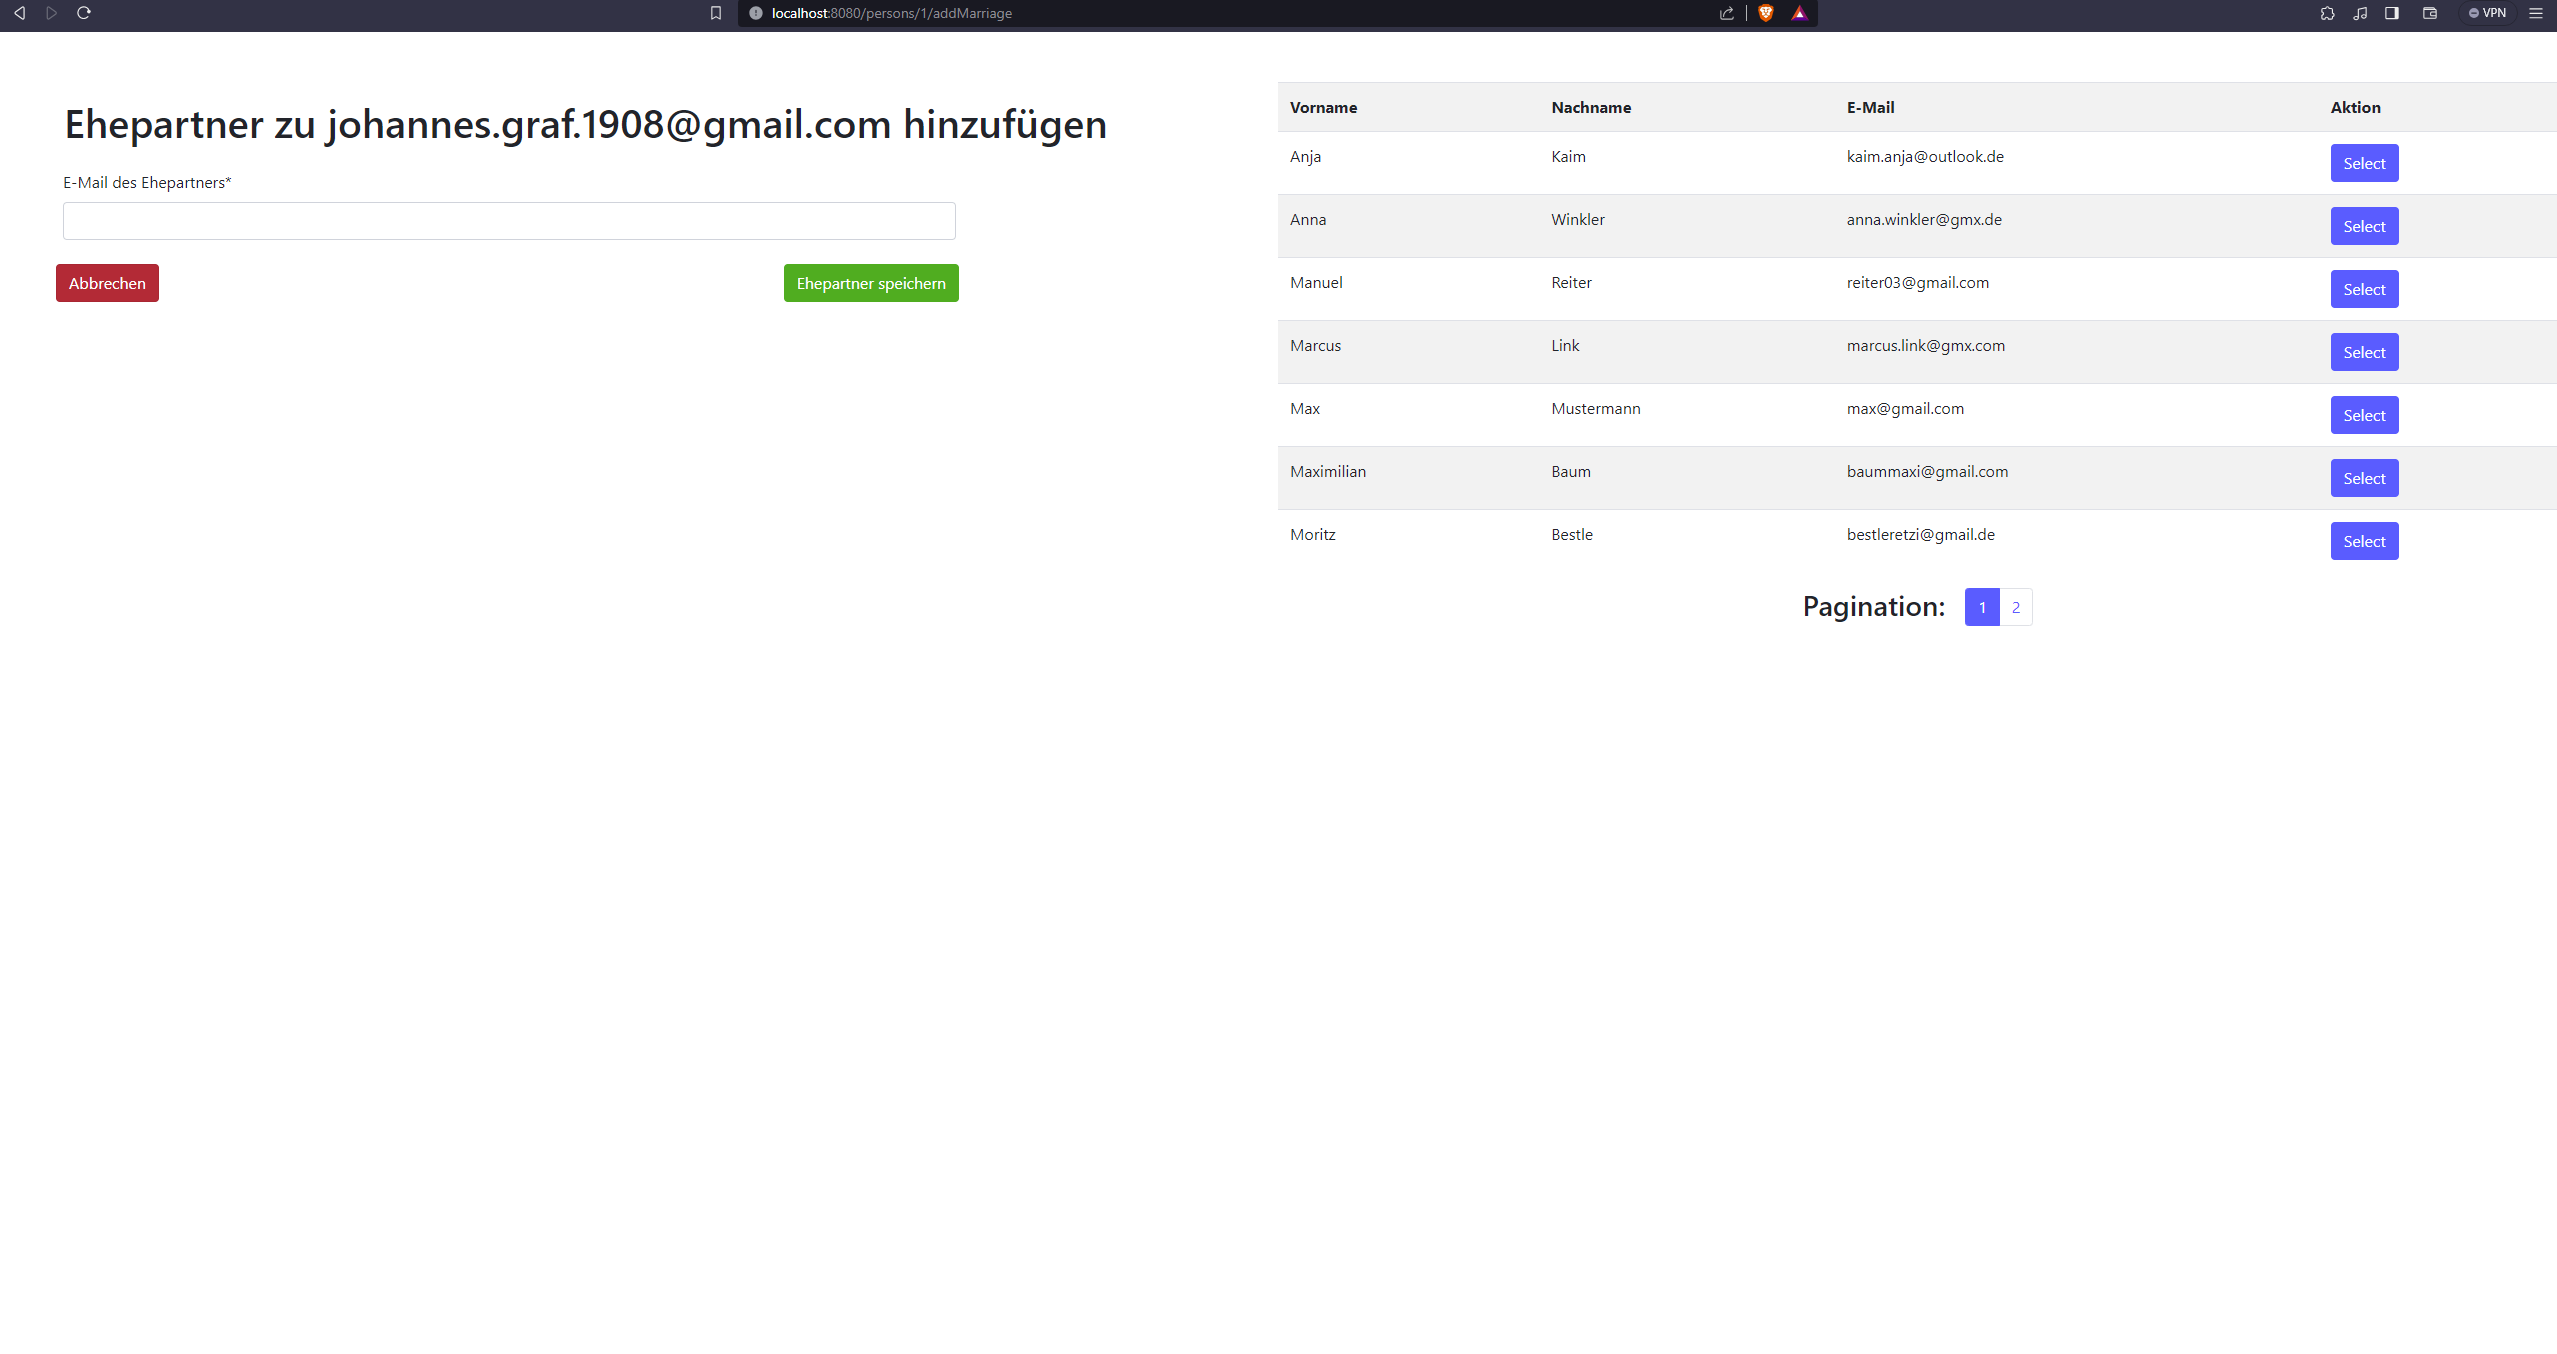 localhost:8080/persons/1/addMarriage
VPN
Ehepartner zu johannes.graf.1908@gmail.com hinzufügen
E-Mail des Ehepartners*
Abbrechen Ehepartner speichern
Vorname Nachname E-Mail Aktion
Anja Kaim kaim.anja@outlook.de Select
Anna Winkler anna.winkler@gmx.de Select
Manuel Reiter reiter03@gmail.com Select
Marcus Link marcus.link@gmx.com Select
Max Mustermann max@gmail.com Select
Maximilian Baum baummaxi@gmail.com Select
Moritz Bestle bestleretzi@gmail.de Select
Pagination: 1 2